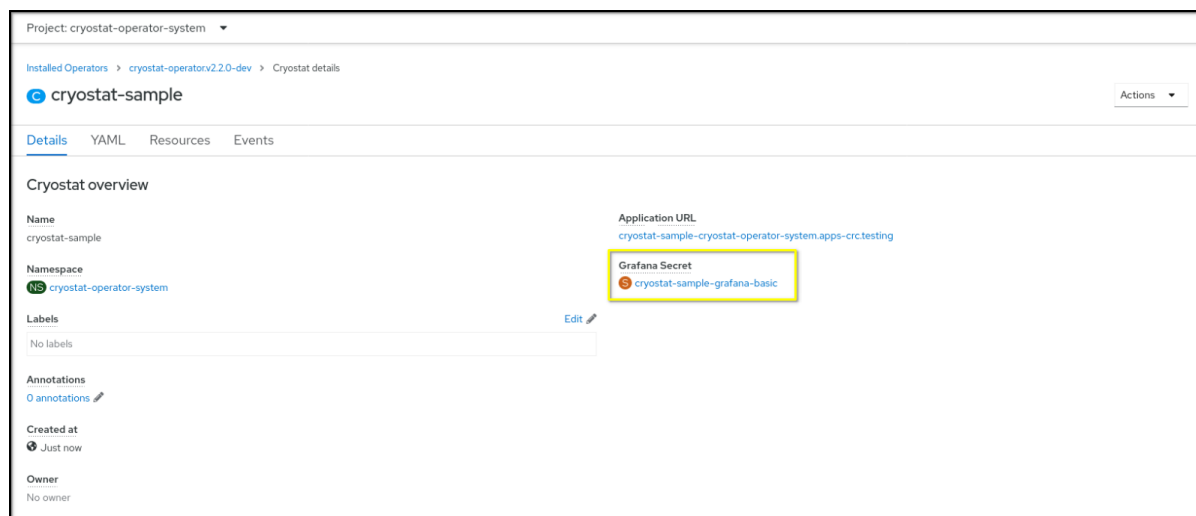 Project: cryostat-operator-system
Installed Operators > cryostat-operator.v2.2.0-dev > Cryostat details
C cryostat-sample
Actions
Details YAML Resources Events
Cryostat overview
Name
cryostat-sample
Namespace
NS cryostat-operator-system
Labels
Edit
No labels
Annotations
0 annotations
Created at
Just now
Owner
No owner
Application URL
cryostat-sample-cryostat-operator-system.apps-crc.testing
Grafana Secret
S cryostat-sample-grafana-basic